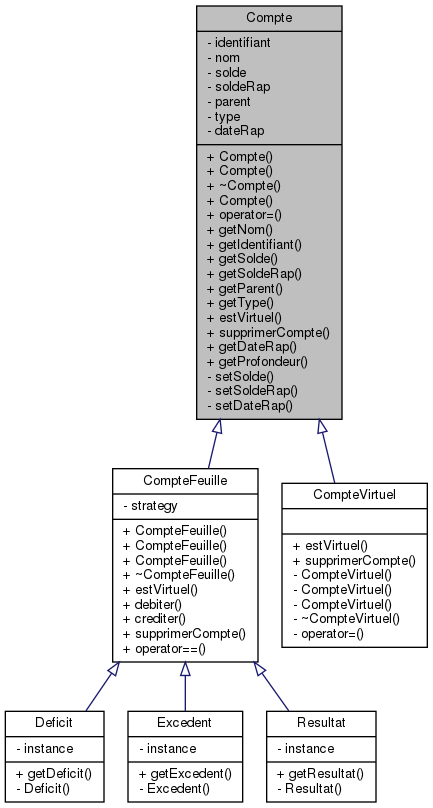 Compte
- identifiant
- nom
- solde
- soldeRap
- parent
- type
- dateRap
+ Compte()
+ Compte()
+ ~Compte()
+ Compte()
+ operator=()
+ getNom()
+ getIdentifiant()
+ getSolde()
+ getSoldeRap()
+ getParent()
+ getType()
+ estVirtuel()
+ supprimerCompte()
+ getDateRap()
+ getProfondeur()
- setSolde()
- setSoldeRap()
- setDateRap()
CompteFeuille
- strategy
+ CompteFeuille()
+ CompteFeuille()
+ CompteFeuille()
+ ~CompteFeuille()
+ estVirtuel()
+ debiter()
+ crediter()
+ supprimerCompte()
+ operator==()
CompteVirtuel
+ estVirtuel()
+ supprimerCompte()
- CompteVirtuel()
- CompteVirtuel()
- CompteVirtuel()
- ~CompteVirtuel()
- operator=()
Deficit
- instance
+ getDeficit()
- Deficit()
Excedent
- instance
+ getExcedent()
- Excedent()
Resultat
- instance
+ getResultat()
- Resultat()